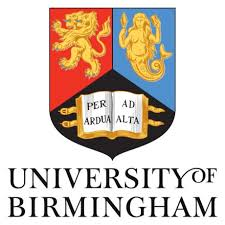 PER AD
ARDUA ALTA
UNIVERSITY OF
BIRMINGHAM